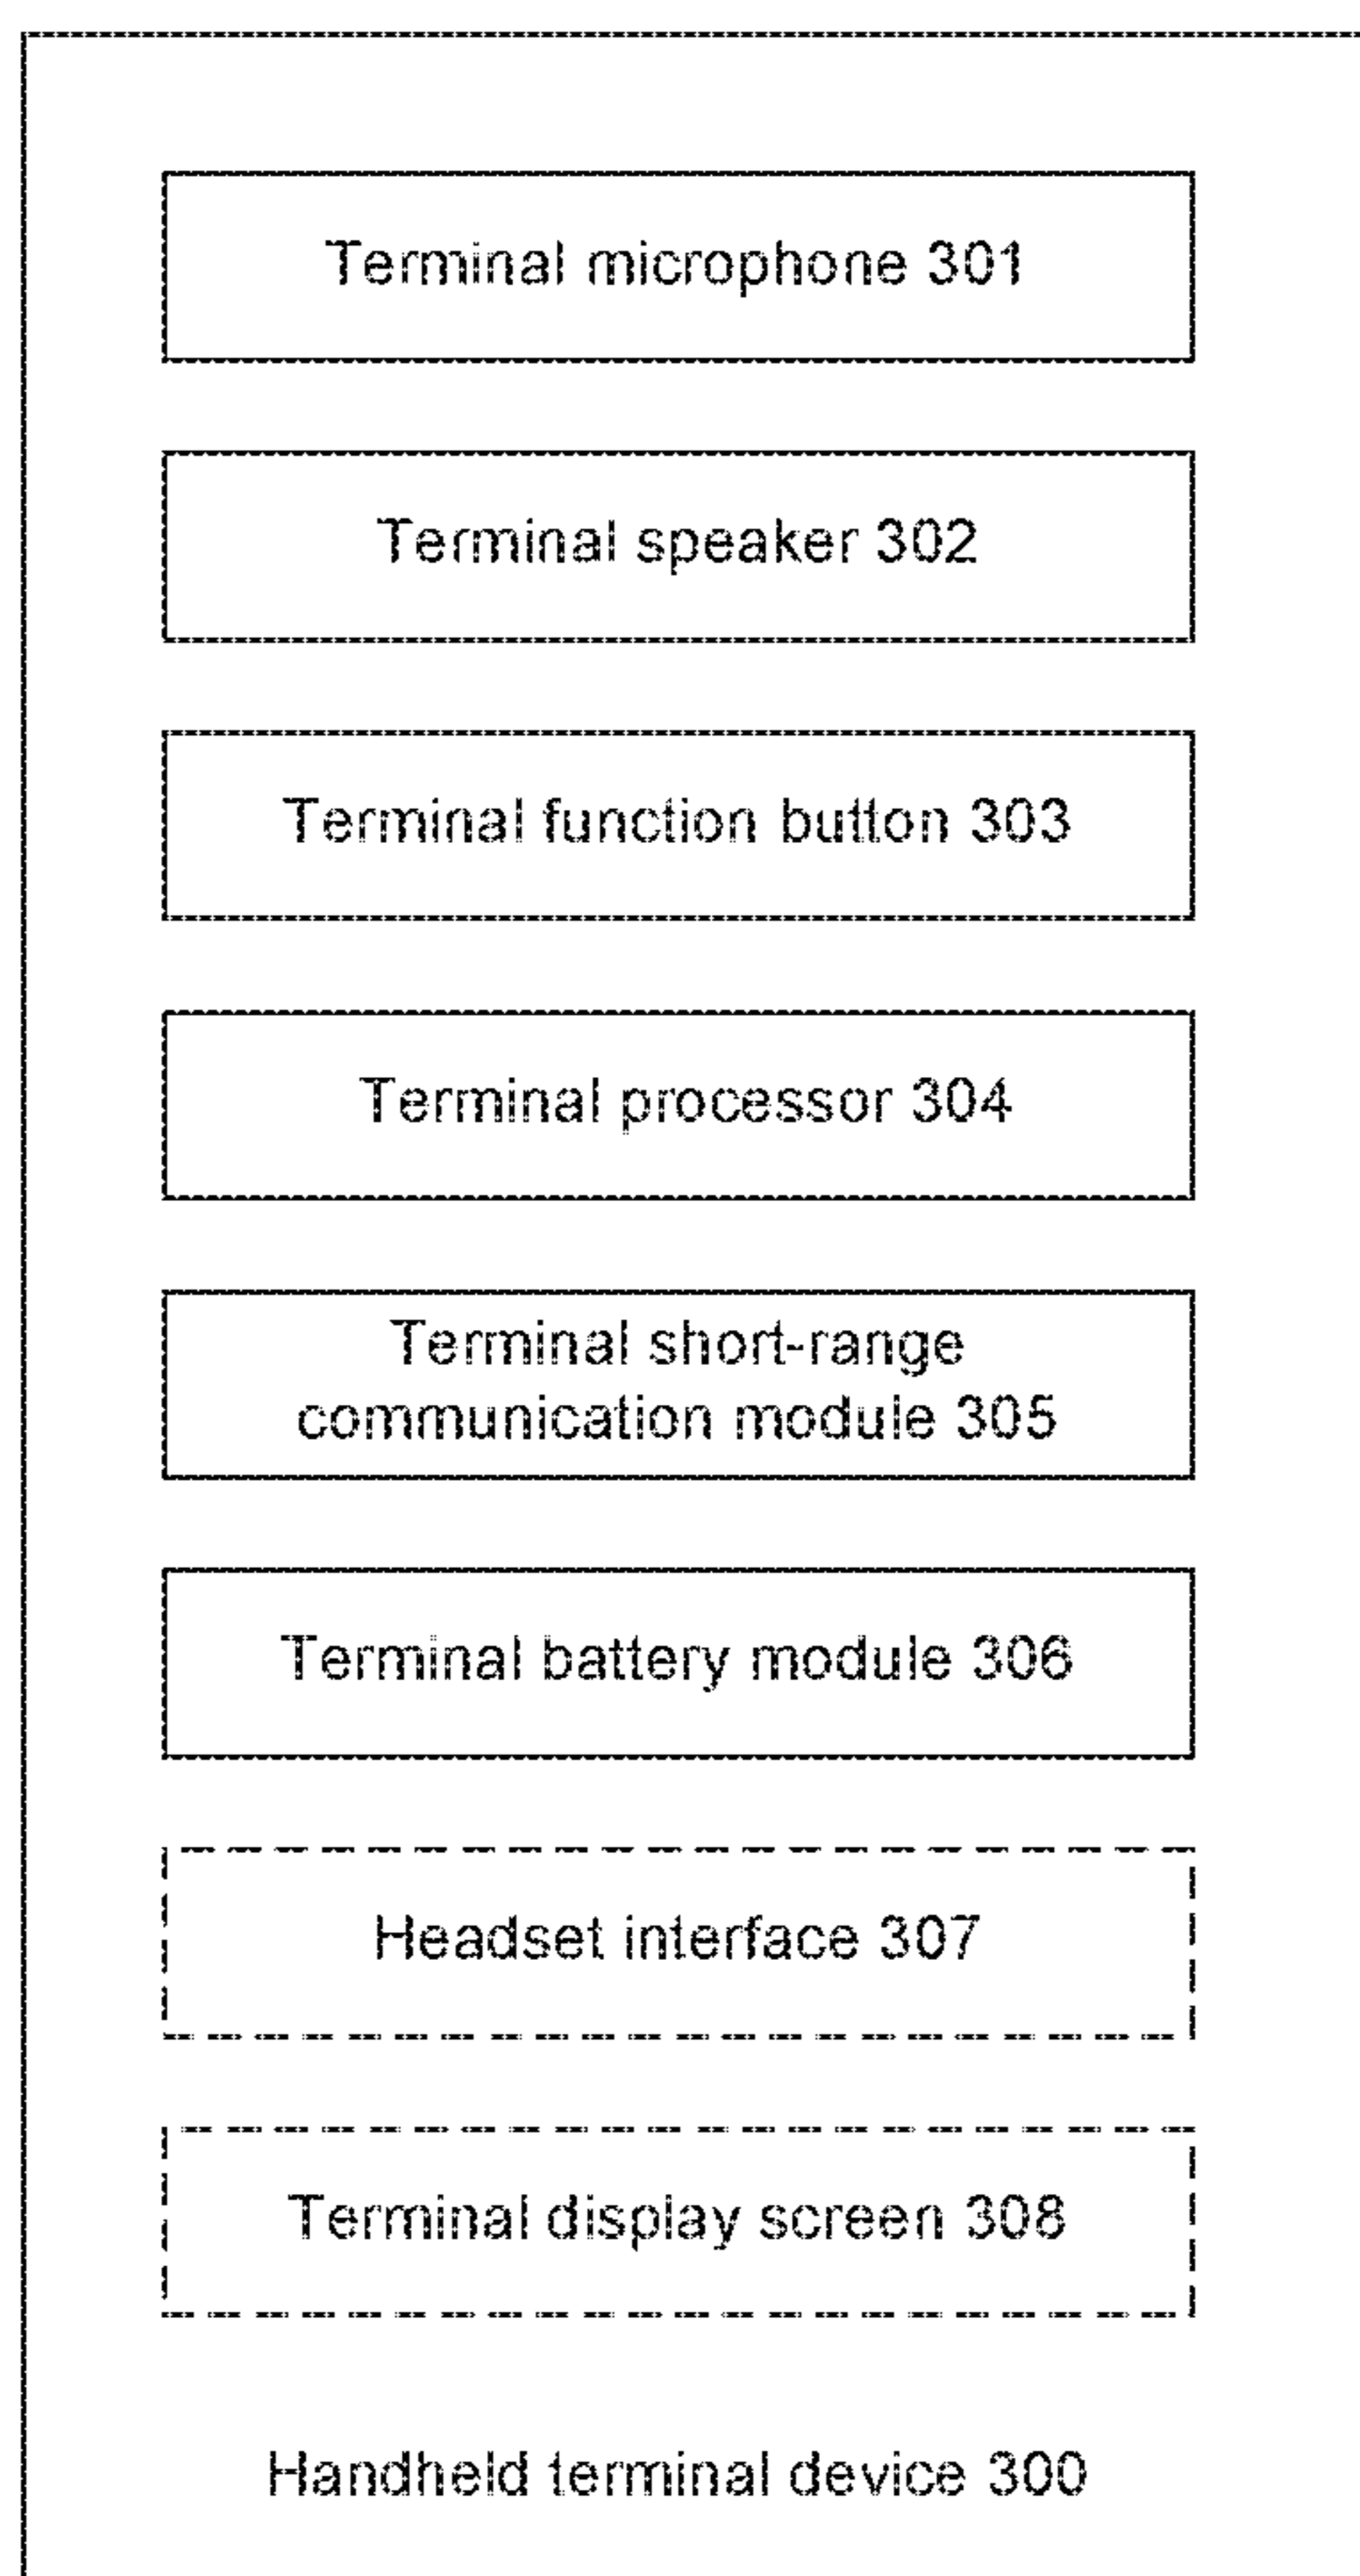 Terminal microphone 301
Terminal speaker 302
Terminal function button 303
Terminal processor 304
Terminal short-range
communication module 305
Terminal battery module 306
Headset interface 307
Terminal display screen 308
Handheld terminal device 300